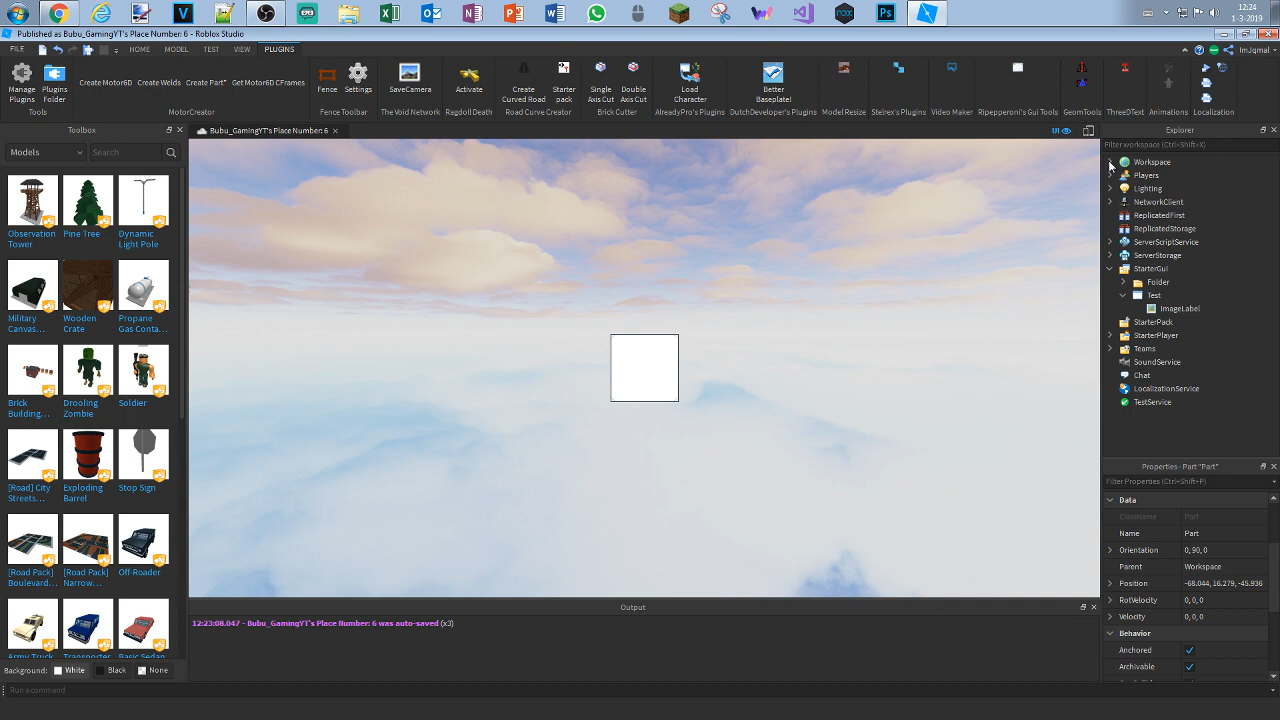 12:24
1-3-2019
Published as Bubu_GamingYT's Place Number: 6 - Roblox Studio
FILE
HOME
MODEL
TEST
VIEW
PLUGINS
ImJqmal
Manage Plugins
Plugins Folder
Tools
Create Motor6D
Create Welds
Create Part*
Get Motor6D CFrames
MotorCreator
Fence
Settings
Fence Toolbar
SaveCamera
The Void Network
Activate
Ragdoll Death
Create Curved Road
Starter pack
Road Curve Creator
Single Axis Cut
Double Axis Cut
Brick Cutter
Load Character
AlreadyPro's Plugins
Better Baseplate!
DutchDeveloper's Plugins
Model Resize
Stelrex's Plugins
Video Maker
Ripepperoni's Gui Tools
GeomTools
ThreeDText
Animations
Localization
Toolbox
Models
Search
Observation Tower
Pine Tree
Dynamic Light Pole
Military Canvas...
Wooden Crate
Propane Gas Conta...
Brick Building,...
Drooling Zombie
Soldier
[Road] City Streets...
Exploding Barrel
Stop Sign
[Road Pack] Boulevard...
[Road Pack] Narrow...
Off-Roader
Army Truck
Transporter
Basic Sedan
Background:
White
Black
None
Run a command
Bubu_GamingYT's Place Number: 6
UI
Output
12:23:08.047 - Bubu_GamingYT's Place Number: 6 was auto-saved (x3)
Explorer
Filter workspace (Ctrl+Shift+X)
Workspace
Players
Lighting
NetworkClient
ReplicatedFirst
ReplicatedStorage
ServerScriptService
ServerStorage
StarterGui
Folder
Test
ImageLabel
StarterPack
StarterPlayer
Teams
SoundService
Chat
LocalizationService
TestService
Properties - Part "Part"
Filter Properties (Ctrl+Shift+P)
Data
ClassName Part
Name Part
Orientation 0,90,0
Parent Workspace
Position -68.044, 16.279, -45.936
RotVelocity 0,0,0
Velocity 0,0,0
Behavior
Anchored
Archivable